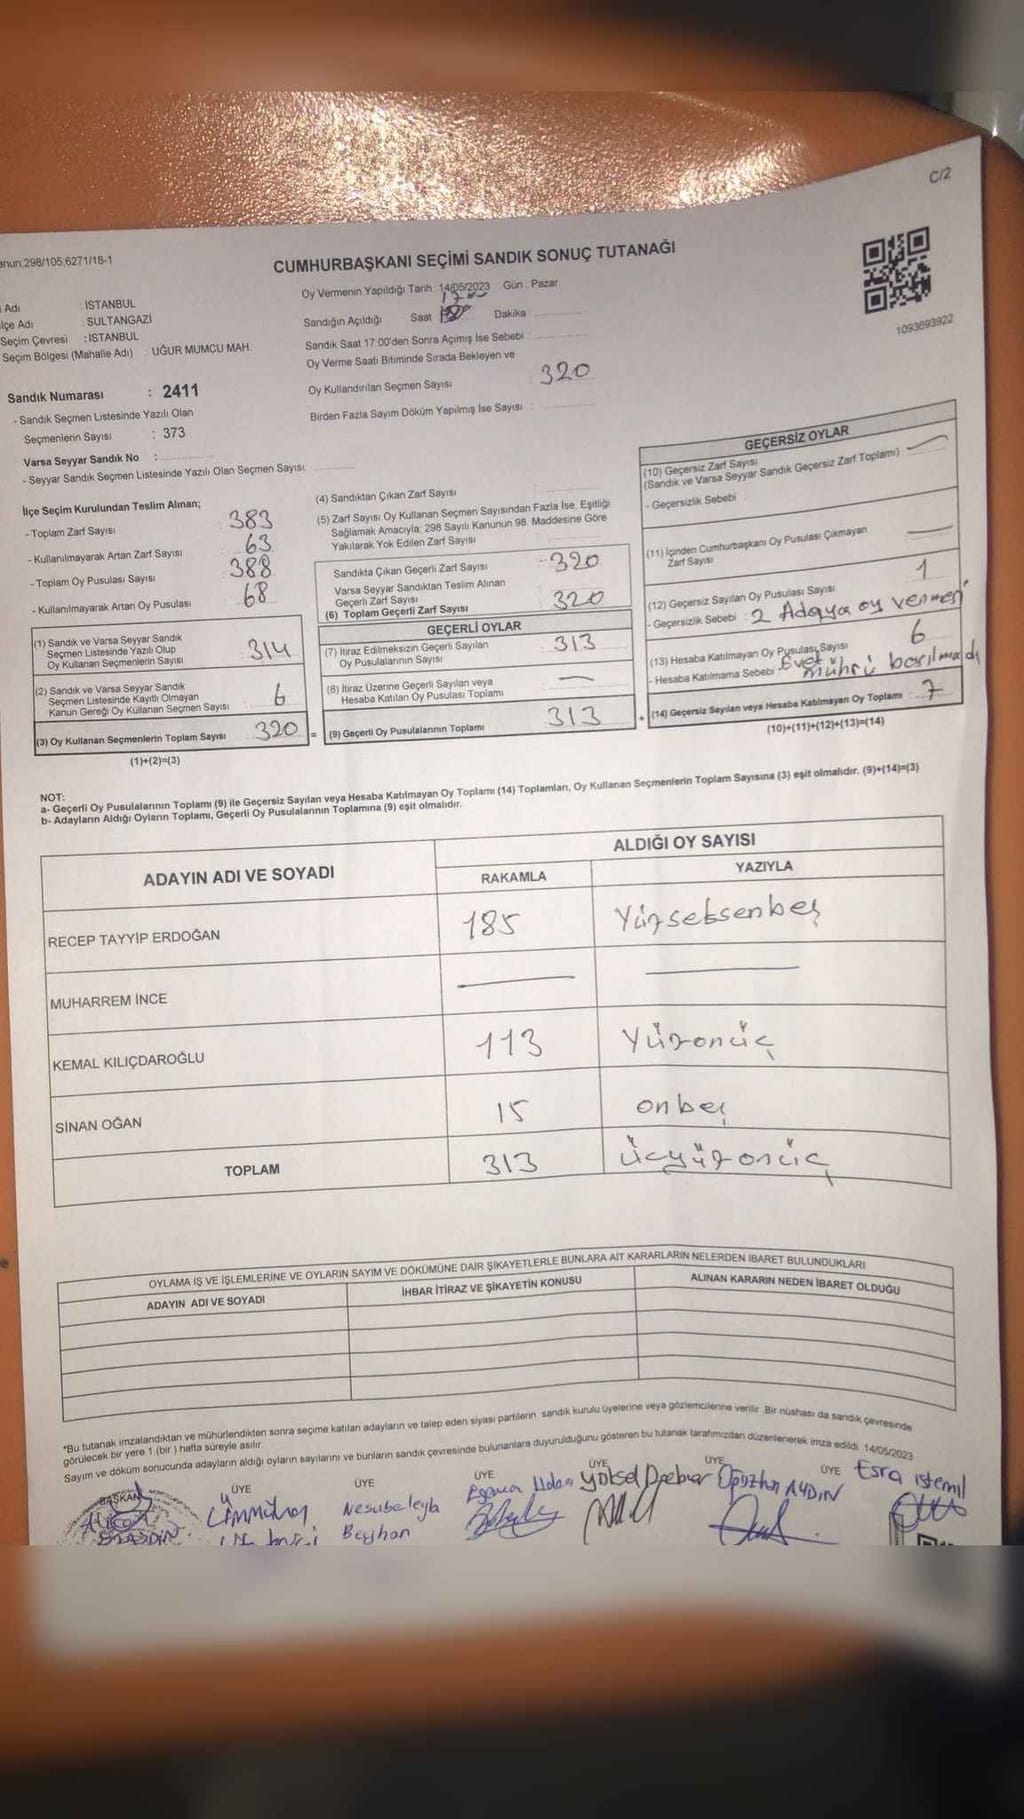 C/2
anun;298/105,6271/18-1
CUMHURBAŞKANI SEÇİMİ SANDIK SONUÇ TUTANAĞI
1093693922
Adı : İSTANBUL
lçe Adı : SULTANGAZİ
Seçim Çevresi : İSTANBUL
Seçim Bölgesi (Mahalle Adı) : UĞUR MUMCU MAH.
Sandık Numarası : 2411
- Sandık Seçmen Listesinde Yazılı Olan
Seçmenlerin Sayısı : 373
Varsa Seyyar Sandık No :
- Seyyar Sandık Seçmen Listesinde Yazılı Olan Seçmen Sayısı
Oy Vermenin Yapıldığı Tarih : 14/05/2023 Gün : Pazar
Sandığın Açıldığı Saat 17 00 Dakika
Sandık Saat 17:00'den Sonra Açımış İse Sebebi
Oy Verme Saati Bitiminde Sırada Bekleyen ve
Oy Kullandırılan Seçmen Sayısı 320
Birden Fazla Sayım Döküm Yapılmış İse Sayısı :
İlçe Seçim Kurulundan Teslim Alınan;
- Toplam Zarf Sayısı : 383
- Kullanılmayarak Artan Zarf Sayısı : 63
- Toplam Oy Pusulası Sayısı : 388
- Kullanılmayarak Artan Oy Pusulası : 68
(1) Sandık ve Varsa Seyyar Sandık
Seçmen Listesinde Yazılı Olup
Oy Kullanan Seçmenlerin Sayısı 314
(2) Sandık ve Varsa Seyyar Sandık
Seçmen Listesinde Kayıtlı Olmayan
Kanun Gereği Oy Kullanan Seçmen Sayısı : 6
(3) Oy Kullanan Seçmenlerin Toplam Sayısı 320
(1)+(2)=(3)
(4) Sandıktan Çıkan Zarf Sayısı
(5) Zarf Sayısı Oy Kullanan Seçmen Sayısından Fazla İse, Eşitliği
Sağlamak Amacıyla; 298 Sayılı Kanunun 98. Maddesine Göre
Yakılarak Yok Edilen Zarf Sayısı
Sandıkta Çıkan Geçerli Zarf Sayısı 320
Varsa Seyyar Sandıktan Teslim Alınan
Geçerli Zarf Sayısı
(6) Toplam Geçerli Zarf Sayısı 320
GEÇERLİ OYLAR
(7) İtiraz Edilmeksizin Geçerli Sayılan
Oy Pusulalarının Sayısı 313
(8) İtiraz Üzerine Geçerli Sayılan veya
Hesaba Katılan Oy Pusulası Toplamı —
= (9) Geçerli Oy Pusulalarının Toplamı 313
GEÇERSİZ OYLAR
(10) Geçersiz Zarf Sayısı
(Sandık ve Varsa Seyyar Sandık Geçersiz Zarf Toplamı) : —
- Geçersizlik Sebebi
(11) İçinden Cumhurbaşkanı Oy Pusulası Çıkmayan
Zarf Sayısı —
(12) Geçersiz Sayılan Oy Pusulası Sayısı 1
- Geçersizlik Sebebi : 2 Adaya oy vermesi
(13) Hesaba Katılmayan Oy Pusulası Sayısı 6
- Hesaba Katılmama Sebebi : Evet mührü basılmadı
+ (14) Geçersiz Sayılan veya Hesaba Katılmayan Oy Toplamı 7
(10)+(11)+(12)+(13)=(14)
NOT:
a- Geçerli Oy Pusulalarının Toplamı (9) ile Geçersiz Sayılan veya Hesaba Katılmayan Oy Toplamı (14) Toplamları, Oy Kullanan Seçmenlerin Toplam Sayısına (3) eşit olmalıdır. (9)+(14)=(3)
b- Adayların Aldığı Oyların Toplamı, Geçerli Oy Pusulalarının Toplamına (9) eşit olmalıdır.
ADAYIN ADI VE SOYADI ALDIĞI OY SAYISI
RAKAMLA YAZIYLA
RECEP TAYYİP ERDOĞAN 185 Yüzseksenbeş
MUHARREM İNCE — —
KEMAL KILIÇDAROĞLU 113 Yüzonüç
SİNAN OĞAN 15 onbeş
TOPLAM 313 üçyüzonüç
OYLAMA İŞ VE İŞLEMLERİNE VE OYLARIN SAYIM VE DÖKÜMÜNE DAİR ŞİKAYETLERLE BUNLARA AİT KARARLARIN NELERDEN İBARET BULUNDUKLARI
ADAYIN ADI VE SOYADI İHBAR İTİRAZ VE ŞİKAYETİN KONUSU ALINAN KARARIN NEDEN İBARET OLDUĞU
"Bu tutanak imzalandıktan ve mühürlendikten sonra seçime katılan adayların ve talep eden siyasi partilerin sandık kurulu üyelerine veya gözlemcilerine verilir. Bir nüshası da sandık çevresinde
görülecek bir yere 1 (bir ) hafta süreyle asılır.
Sayım ve döküm sonucunda adayların aldığı oyların sayılarını ve bunların sandık çevresinde bulunanlara duyurulduğunu gösteren bu tutanak tarafımızdan düzenlenerek imza edildi. 14/05/2023
BAŞKAN ÜYE ÜYE ÜYE ÜYE ÜYE ÜYE
Nesibe leyla
Beyhan
Yüksel
Oğuzhan AYDIN
Esra istemil